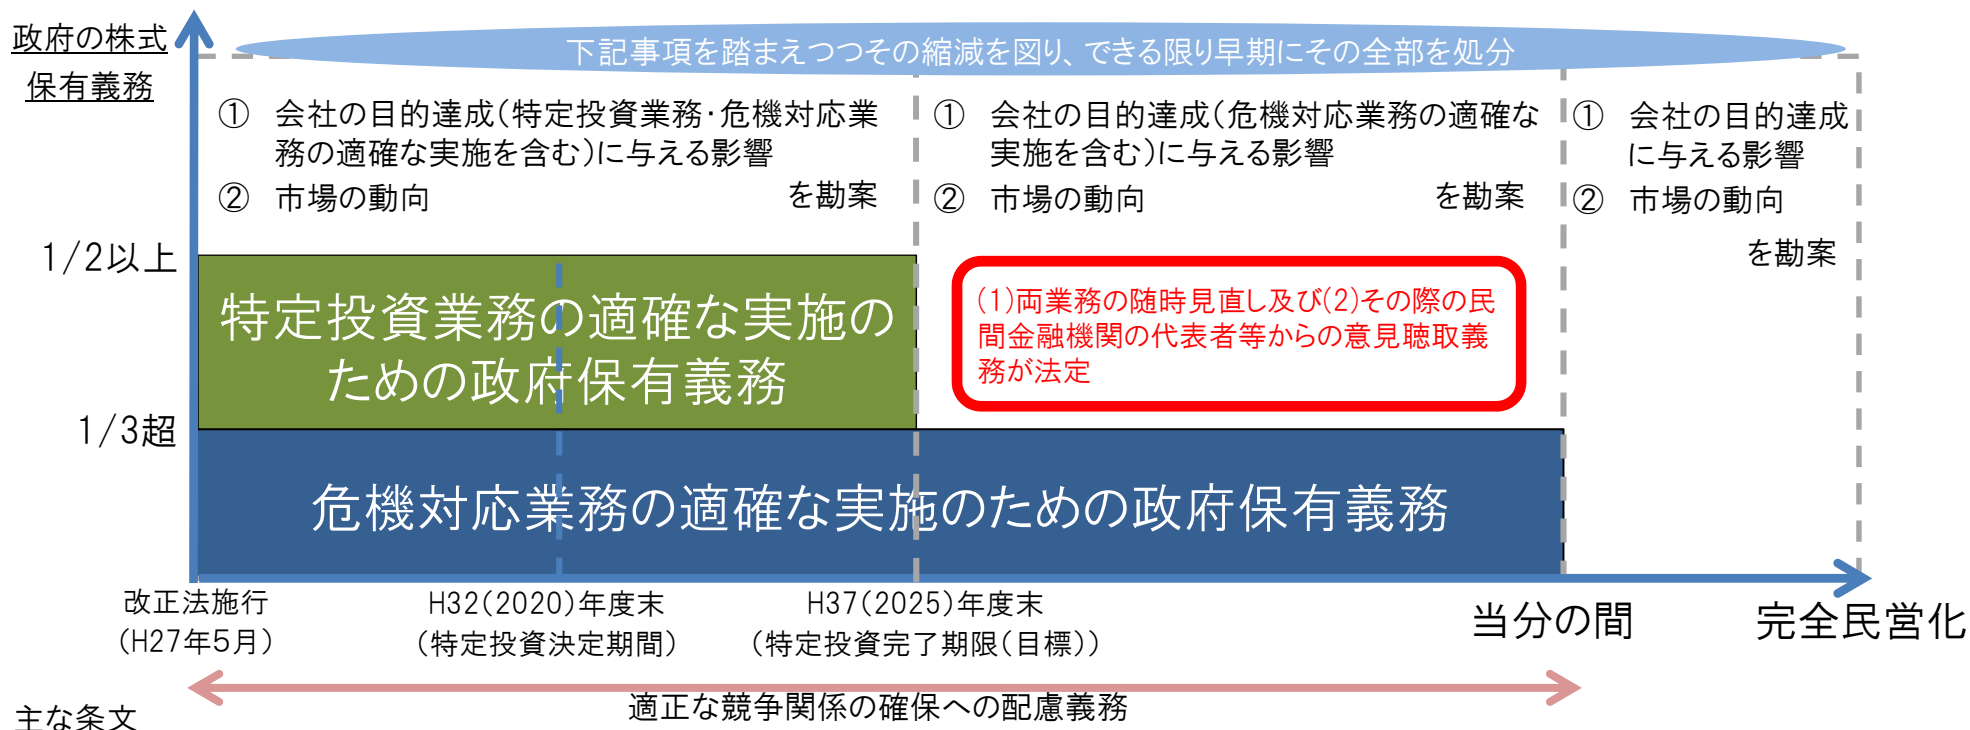 政府の株式
保有義務
下記事項を踏まえつつその縮減を図り、できる限り早期にその全部を処分
① 会社の目的達成(特定投資業務・危機対応業
務の適確な実施を含む)に与える影響
② 市場の動向 を勘案
① 会社の目的達成(危機対応業務の適確な
実施を含む)に与える影響
② 市場の動向 を勘案
① 会社の目的達成
に与える影響
② 市場の動向
を勘案
1/2以上
特定投資業務の適確な実施の
ための政府保有義務
(1)両業務の随時見直し及び(2)その際の民
間金融機関の代表者等からの意見聴取義
務が法定
1/3超
危機対応業務の適確な実施のための政府保有義務
改正法施行
(H27年5月)
H32(2020)年度末
(特定投資決定期間)
H37(2025)年度末
(特定投資完了期限(目標))
当分の間
完全民営化
適正な競争関係の確保への配慮義務
主な条文